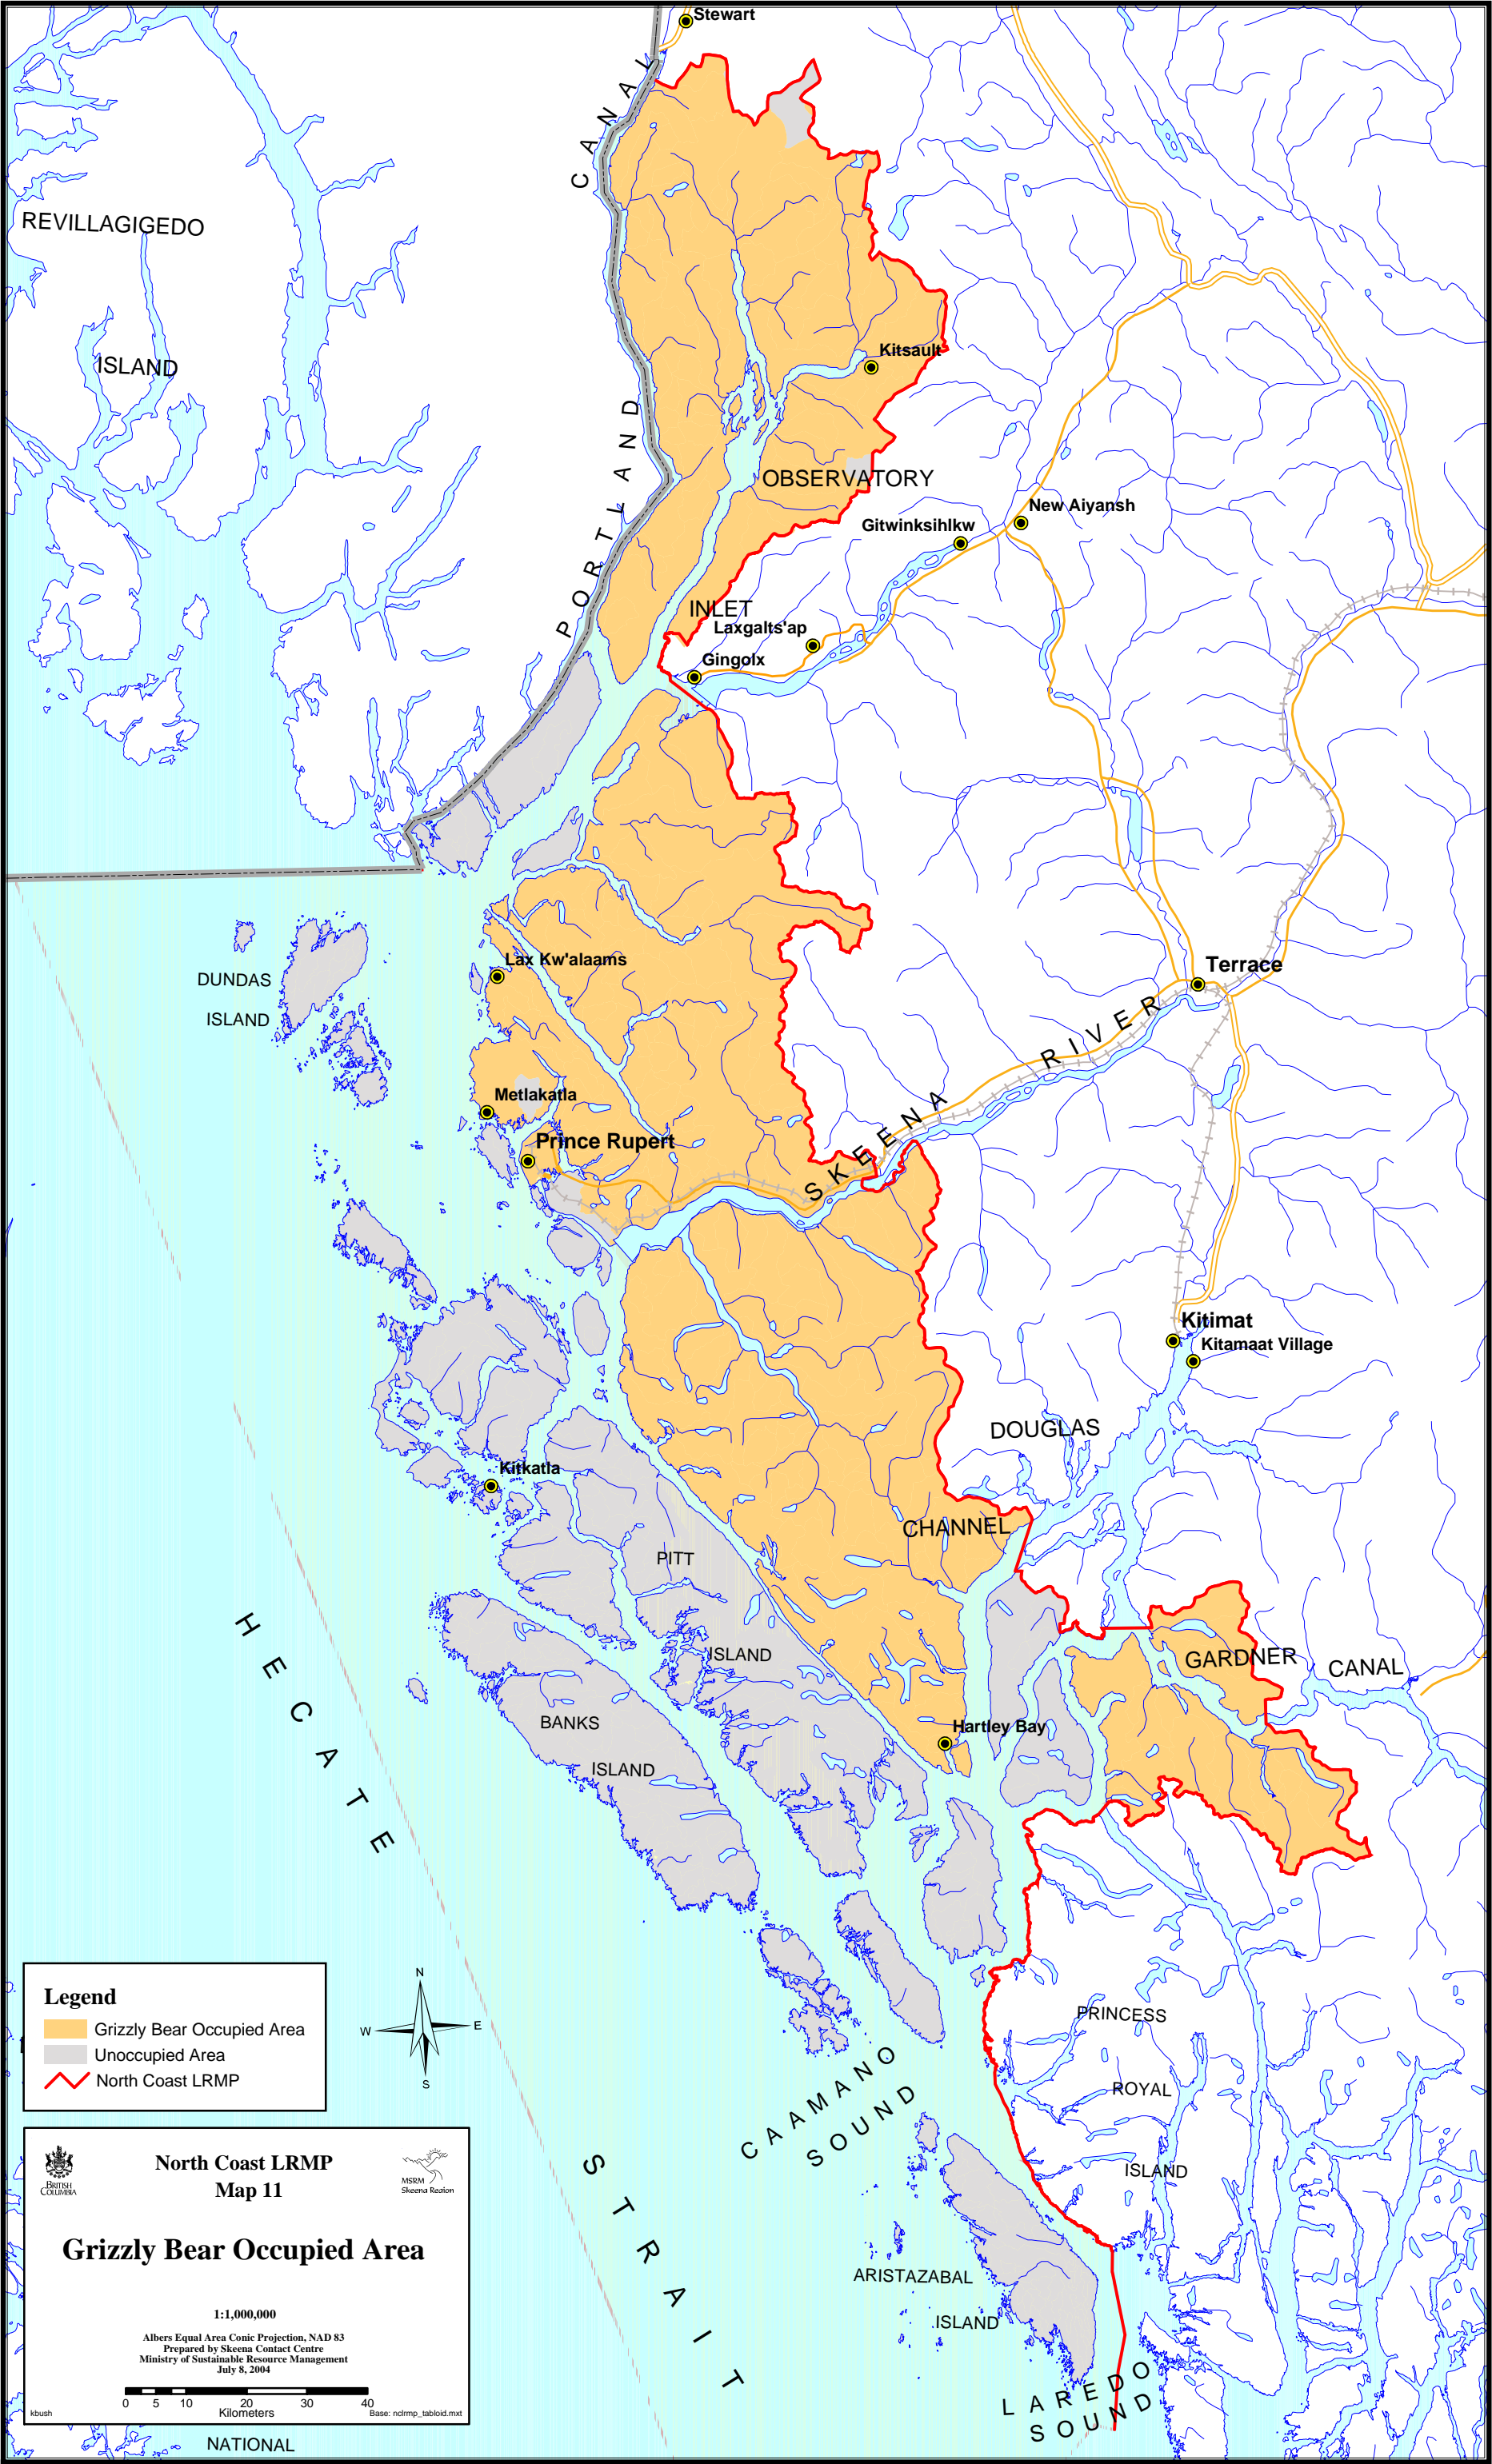 Stewart
CANAL
REVILLAGIGEDO
ISLAND
Kitsault
PORTLAND
OBSERVATORY
New Aiyansh
Gitwinksihlkw
INLET
Laxgalts'ap
Gingolx
Lax Kw'alaams
Terrace
DUNDAS
ISLAND
RIVER
Metlakatla
SKEENA
Prince Rupert
Kitimat
Kitamaat Village
DOUGLAS
Kitkatla
CHANNEL
PITT
HECATE
ISLAND
GARDNER
CANAL
BANKS
Hartley Bay
ISLAND
Legend
Grizzly Bear Occupied Area
Unoccupied Area
North Coast LRMP
N
W
E
S
PRINCESS
ROYAL
ISLAND
CAAMANO
SOUND
STRAIT
ARISTAZABAL
ISLAND
LAREDO
SOUND
BRITISH
COLUMBIA
North Coast LRMP
Map 11
MSRM
Skeena Region
Grizzly Bear Occupied Area
1:1,000,000
Albers Equal Area Conic Projection, NAD 83
Prepared by Skeena Contact Centre
Ministry of Sustainable Resource Management
July 8, 2004
0 5 10 20 30 40
Kilometers
kbush
Base: nclrmp_tabloid.mxt
NATIONAL